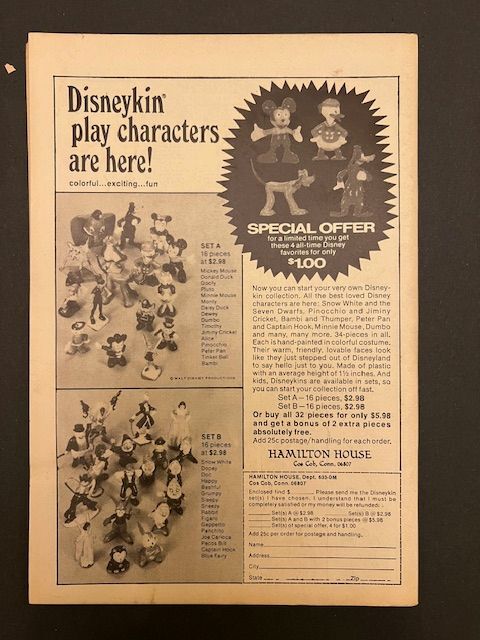 Disneykin®
play characters
are here!
colorful...exciting...fun
SPECIAL OFFER
for a limited time you get
these 4 all-time Disney
favorites for only
$1.00
SET A
16 pieces
at $2.98
Mickey Mouse
Donald Duck
Goofy
Pluto
Minnie Mouse
Morty
Daisy Duck
Dewey
Dumbo
Timothy
Jiminy Cricket
Alice
Pinocchio
Peter Pan
Tinker Bell
Bambi
© WALT DISNEY PRODUCTIONS
SET B
16 pieces
at $2.98
Snow White
Dopey
Doc
Happy
Bashful
Grumpy
Sleepy
Sneezy
Rabbit
Figaro
Geppetto
Panchito
Joe Carioca
Pecos Bill
Captain Hook
Blue Fairy
Now you can start your very own Disney-
kin collection. All the best loved Disney
characters are here: Snow White and the
Seven Dwarfs, Pinocchio and Jiminy
Cricket, Bambi and Thumper, Peter Pan
and Captain Hook, Minnie Mouse, Dumbo
and many, many more. 34-pieces in all.
Each is hand-painted in colorful costume.
Their warm, friendly, lovable faces look
like they just stepped out of Disneyland
to say hello just to you. Made of plastic
with an average height of 1½ inches. And
kids, Disneykins are available in sets, so
you can start your collection off fast.
Set A—16 pieces, $2.98
Set B—16 pieces, $2.98
Or buy all 32 pieces for only $5.98
and get a bonus of 2 extra pieces
absolutely free.
Add 25¢ postage/handling for each order.
HAMILTON HOUSE
Cos Cob, Conn. 06807
HAMILTON HOUSE, Dept. 635-DM
Cos Cob, Conn. 06807
Enclosed find $ Please send me the Disneykin
set(s) I have chosen. I understand that I must be
completely satisfied or my money will be refunded.
Set(s) A @ $2.98 Set(s) B @ $2.98
Set(s) A and B with 2 bonus pieces @ $5.98
Set(s) of special offer, 4 for $1.00
Add 25¢ per order for postage and handling.
Name
Address
City
State Zip